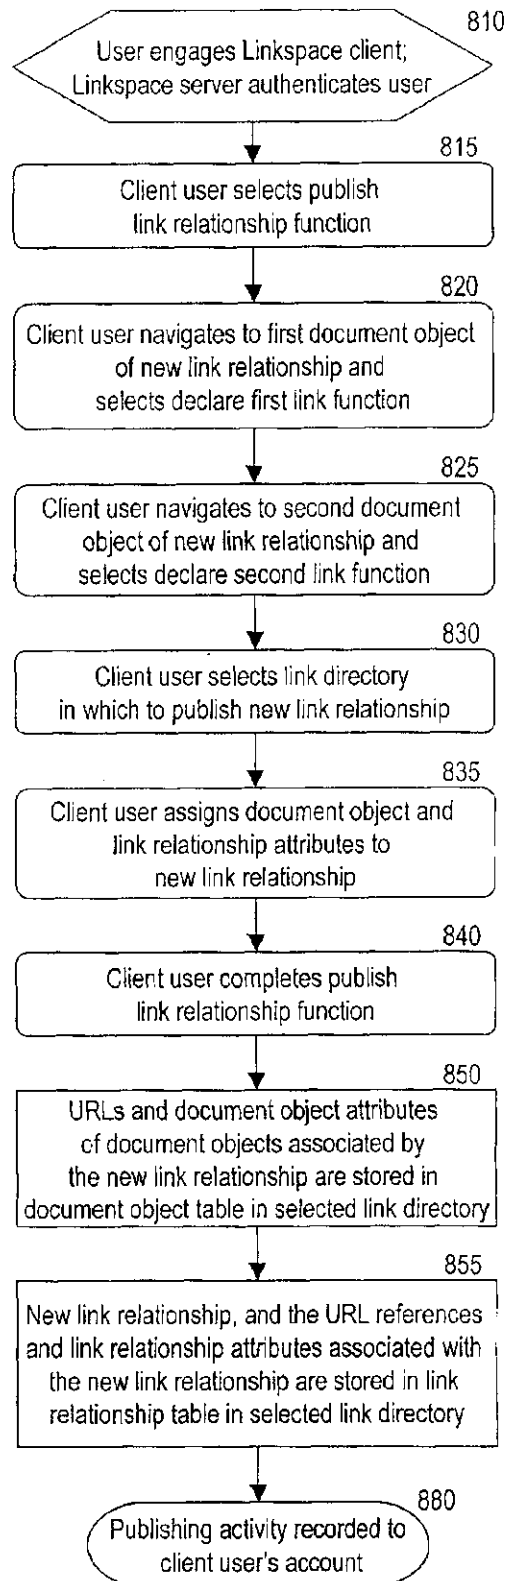 810
User engages Linkspace client;
Linkspace server authenticates user
815
Client user selects publish
link relationship function
820
Client user navigates to first document object
of new link relationship and
selects declare first link function
825
Client user navigates to second document
object of new link relationship and
selects declare second link function
830
Client user selects link directory
in which to publish new link relationship
835
Client user assigns document object and
link relationship attributes to
new link relationship
840
Client user completes publish
link relationship function
850
URLs and document object attributes
of document objects associated by
the new link relationship are stored in
document object table in selected link directory
855
New link relationship, and the URL references
and link relationship attributes associated with
the new link relationship are stored in link
relationship table in selected link directory
880
Publishing activity recorded to
client user's account